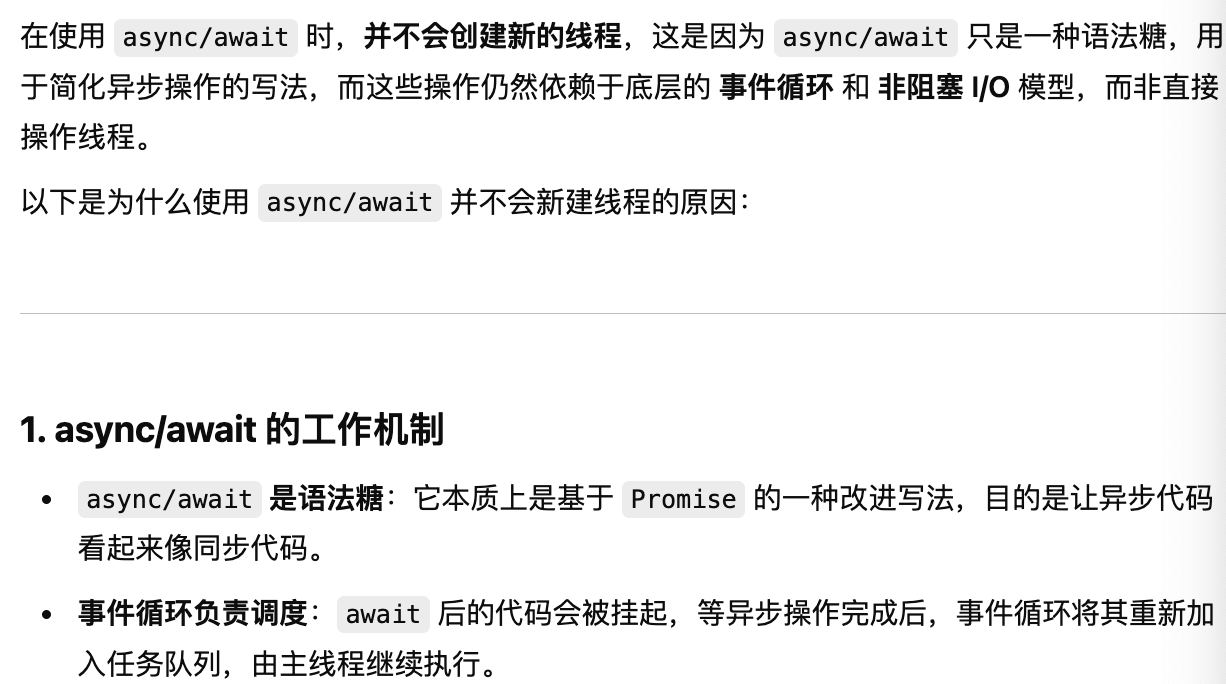 在使用 async/await 时，并不会创建新的线程，这是因为 async/await 只是一种语法糖，用
于简化异步操作的写法，而这些操作仍然依赖于底层的 事件循环 和 非阻塞 I/O 模型，而非直接
操作线程。
以下是为什么使用 async/await 并不会新建线程的原因：
1. async/await 的工作机制
• async/await 是语法糖：它本质上是基于 Promise 的一种改进写法，目的是让异步代码
看起来像同步代码。
• 事件循环负责调度：await 后的代码会被挂起，等异步操作完成后，事件循环将其重新加
入任务队列，由主线程继续执行。